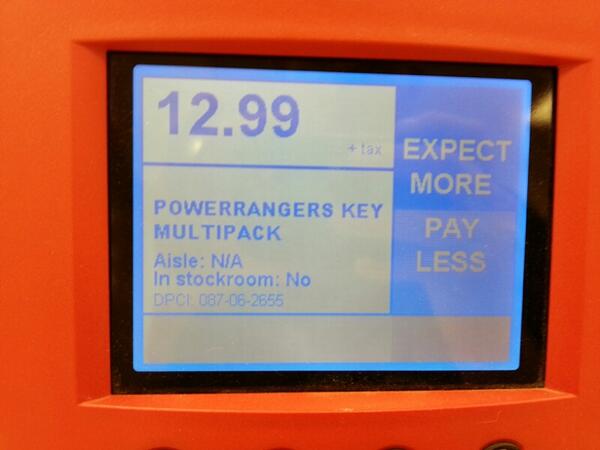 12.99
+ tax
POWERRANGERS KEY
MULTIPACK
Aisle: N/A
In stockroom: No
DPCI: 087-06-2655
EXPECT
MORE
PAY
LESS